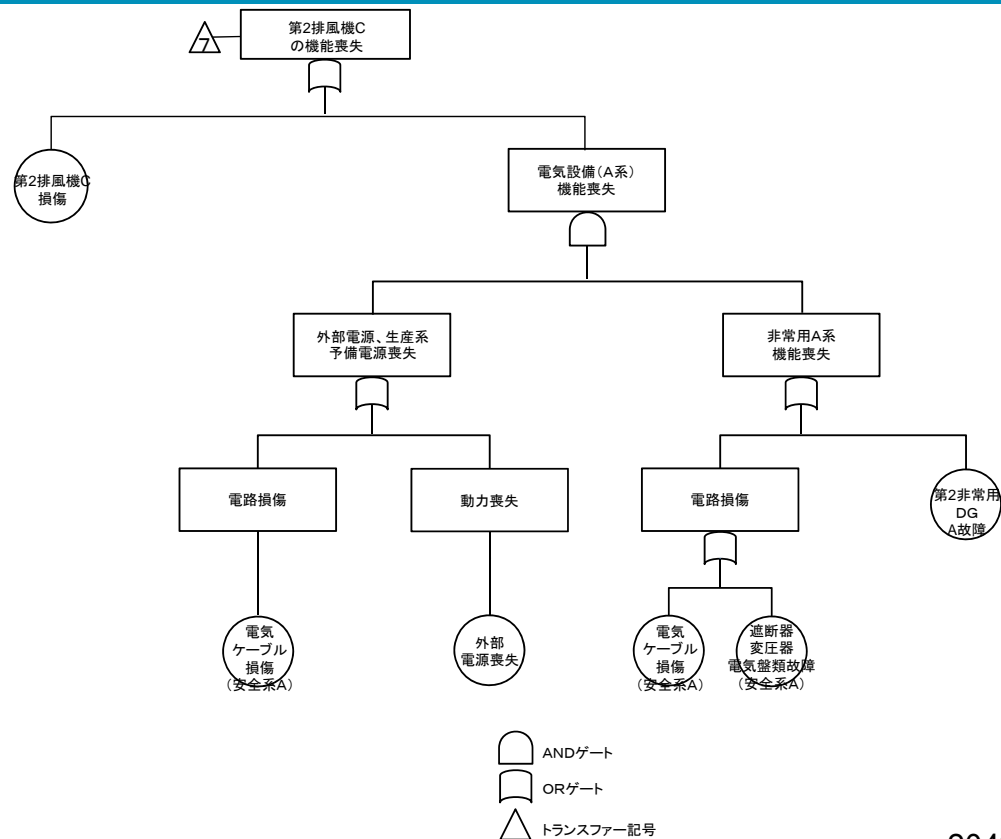 第2排風機C
の機能喪失
7
第2排風機C
損傷
電気設備(A系)
機能喪失
外部電源、生産系
予備電源喪失
非常用A系
機能喪失
電路損傷
動力喪失
電路損傷
第2非常用
DG
A故障
電気
ケーブル
損傷
(安全系A)
外部
電源喪失
電気
ケーブル
損傷
(安全系A)
遮断器
変圧器
電気盤類故障
(安全系A)
ANDゲート
ORゲート
トランスファー記号